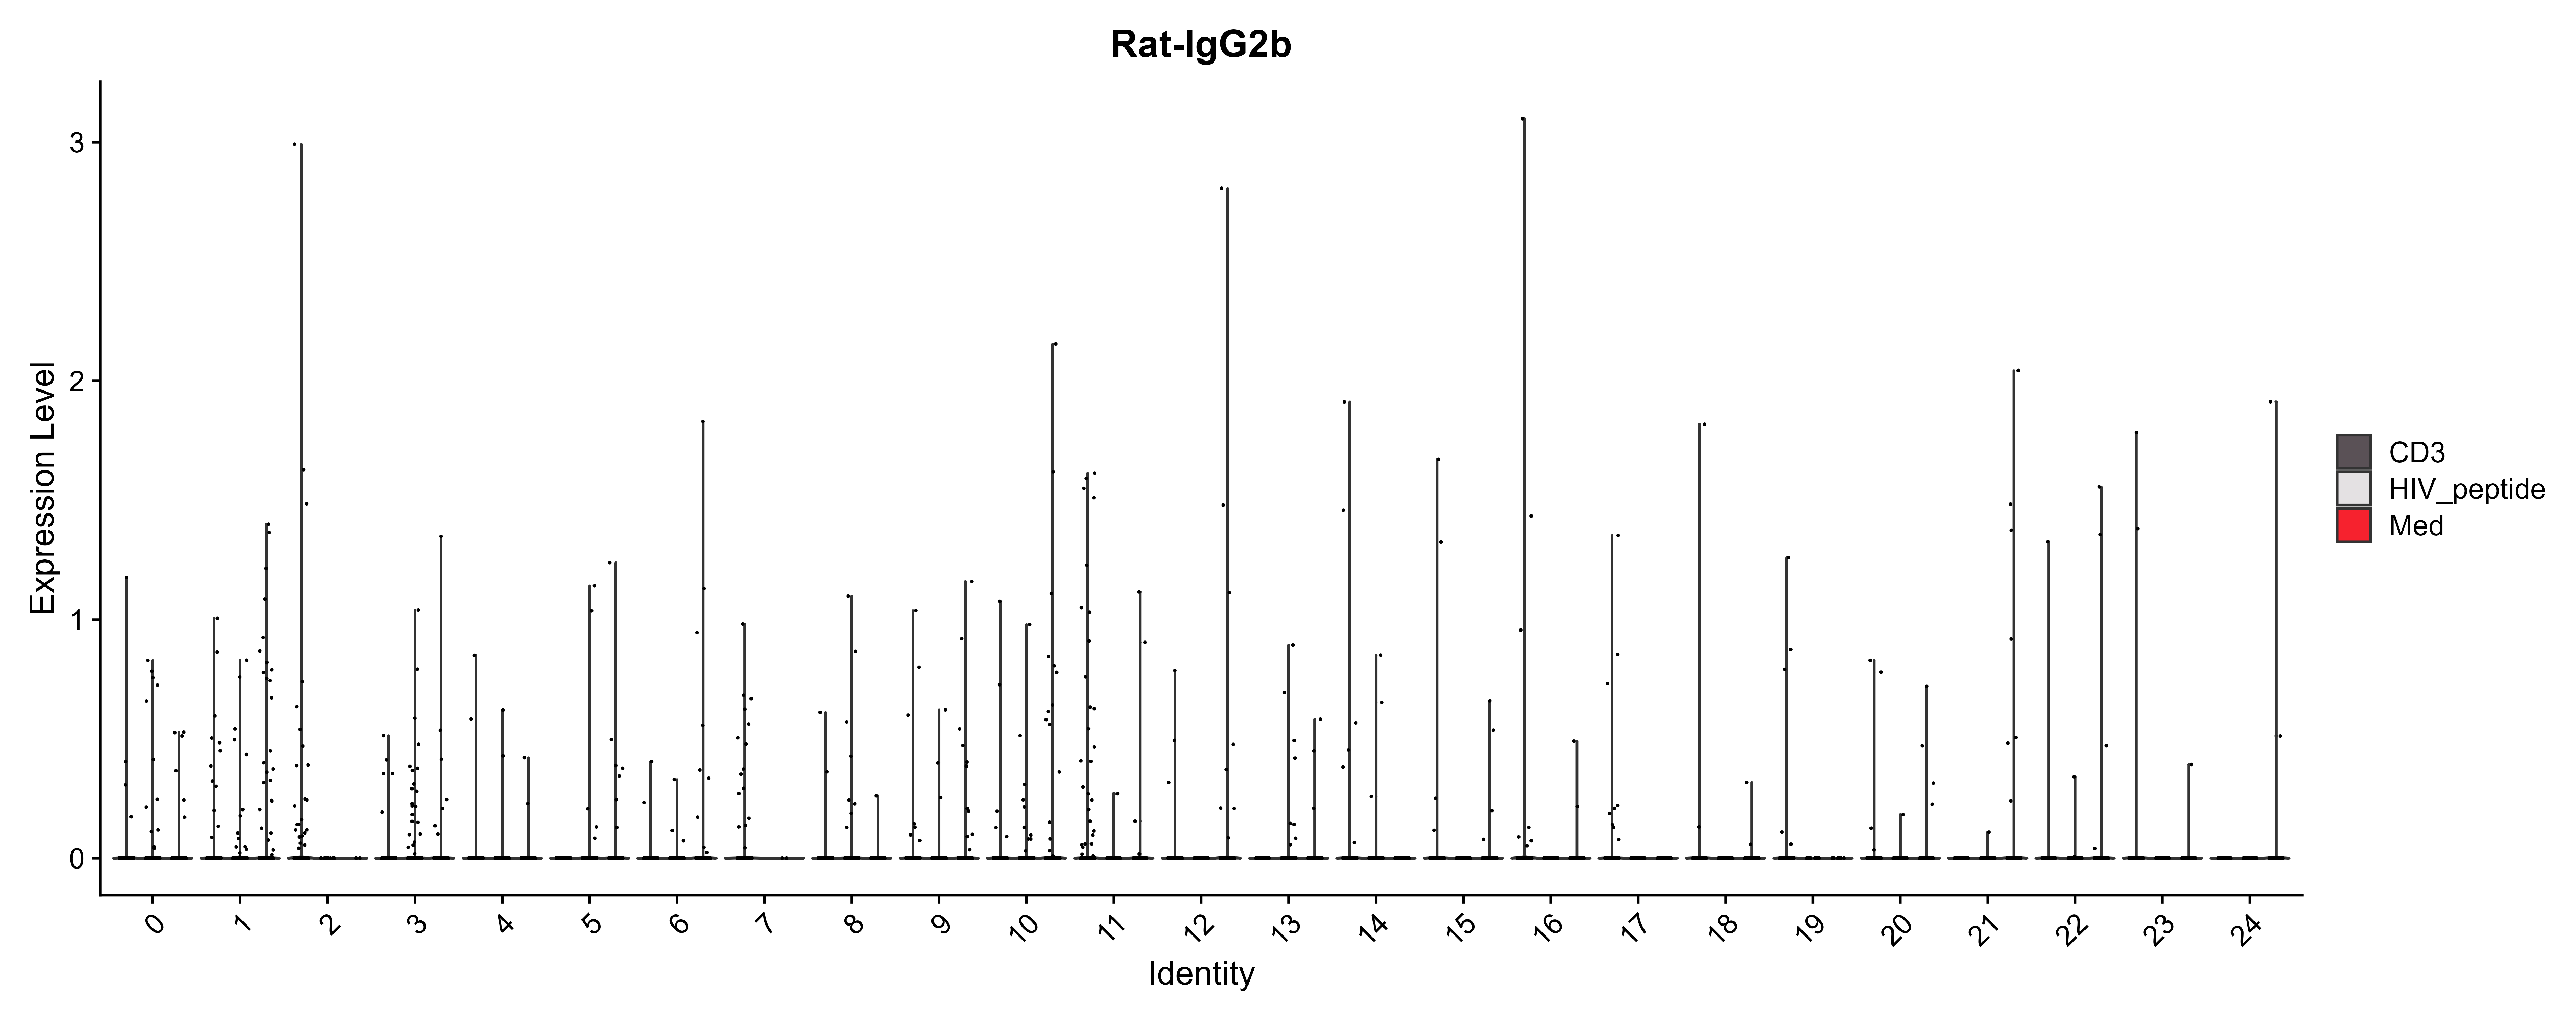 Rat-IgG2b
Expression Level
3
2
1
0
0 1 2 3 4 5 6 7 8 9 10 11 12 13 14 15 16 17 18 19 20 21 22 23 24
Identity
CD3
HIV_peptide
Med